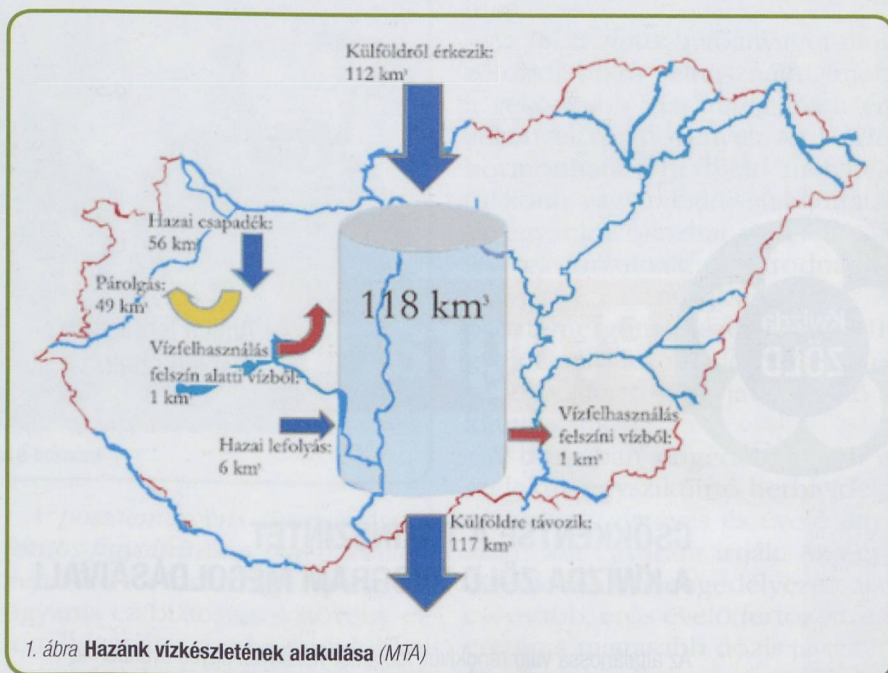 Külföldről érkezik:
112 km³
Hazai csapadék:
56 km³
Párolgás:
49 km³
118 km³
Vízfelhasználás
felszín alatti vízből:
1 km³
Hazai lefolyás:
6 km³
Vízfelhasználás
felszíni vízből:
1 km³
Külföldre távozik:
117 km³
1. ábra Hazánk vízkészletének alakulása (MTA)